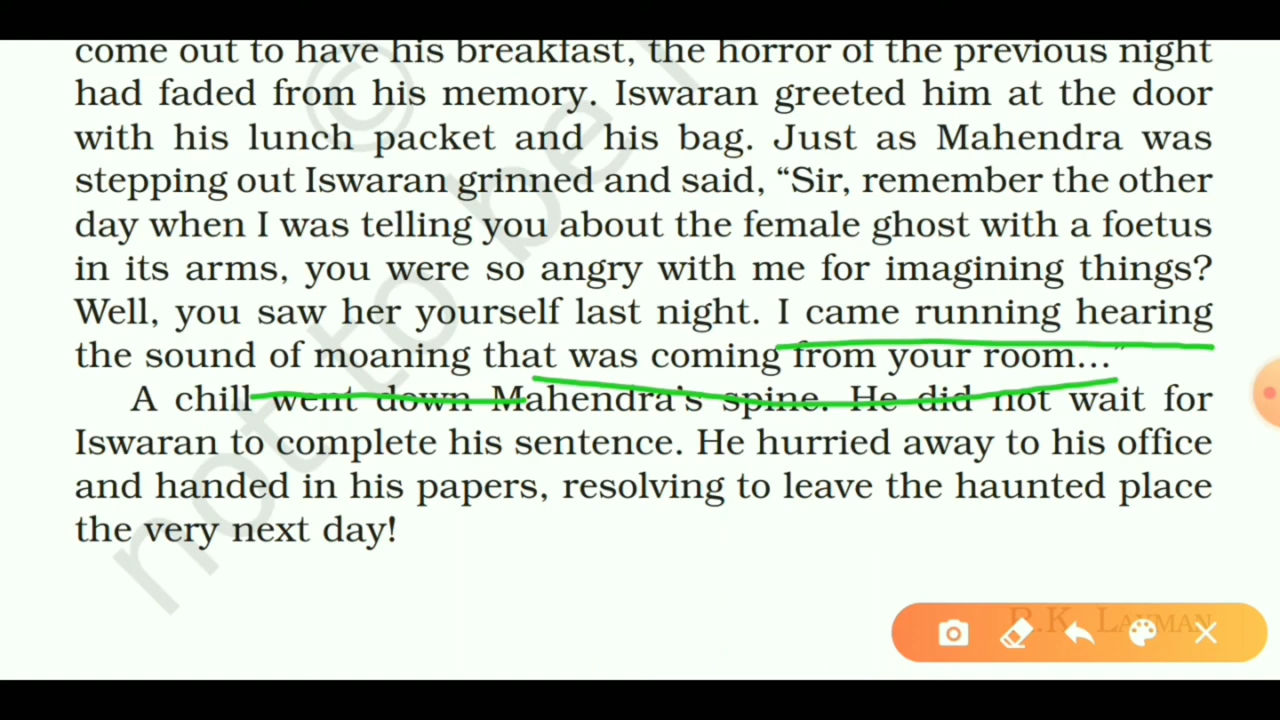 come out to have his breakfast, the horror of the previous night
had faded from his memory. Iswaran greeted him at the door
with his lunch packet and his bag. Just as Mahendra was
stepping out Iswaran grinned and said, “Sir, remember the other
day when I was telling you about the female ghost with a foetus
in its arms, you were so angry with me for imagining things?
Well, you saw her yourself last night. I came running hearing
the sound of moaning that was coming from your room...”
A chill went down Mahendra’s spine. He did not wait for
Iswaran to complete his sentence. He hurried away to his office
and handed in his papers, resolving to leave the haunted place
the very next day!
R.K. LAXMAN
©
not to be r